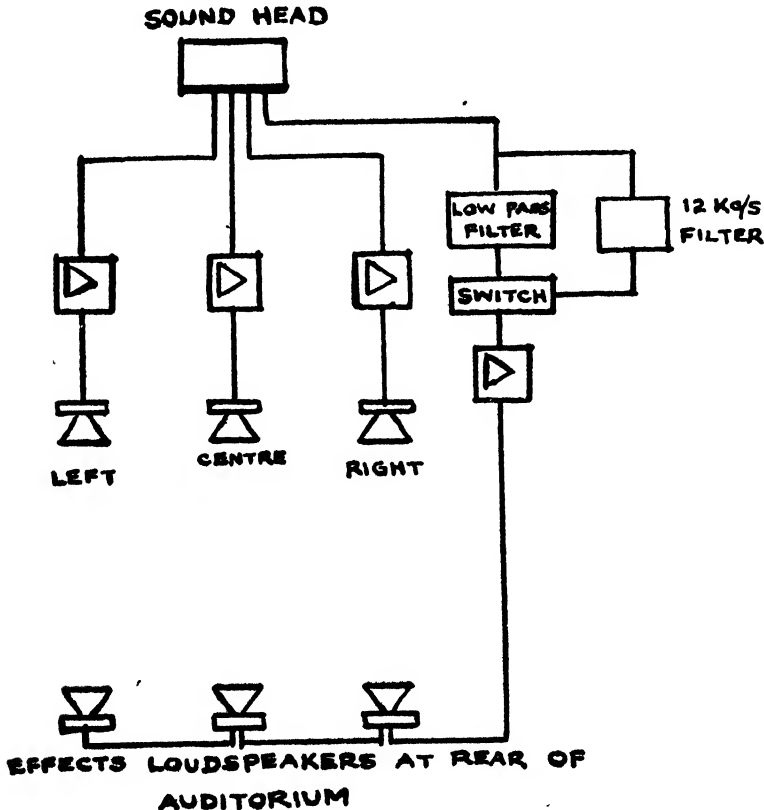 SOUND HEAD
LOW PASS
FILTER
12 Kc/s
FILTER
SWITCH
LEFT
CENTRE
RIGHT
EFFECTS LOUDSPEAKERS AT REAR OF
AUDITORIUM